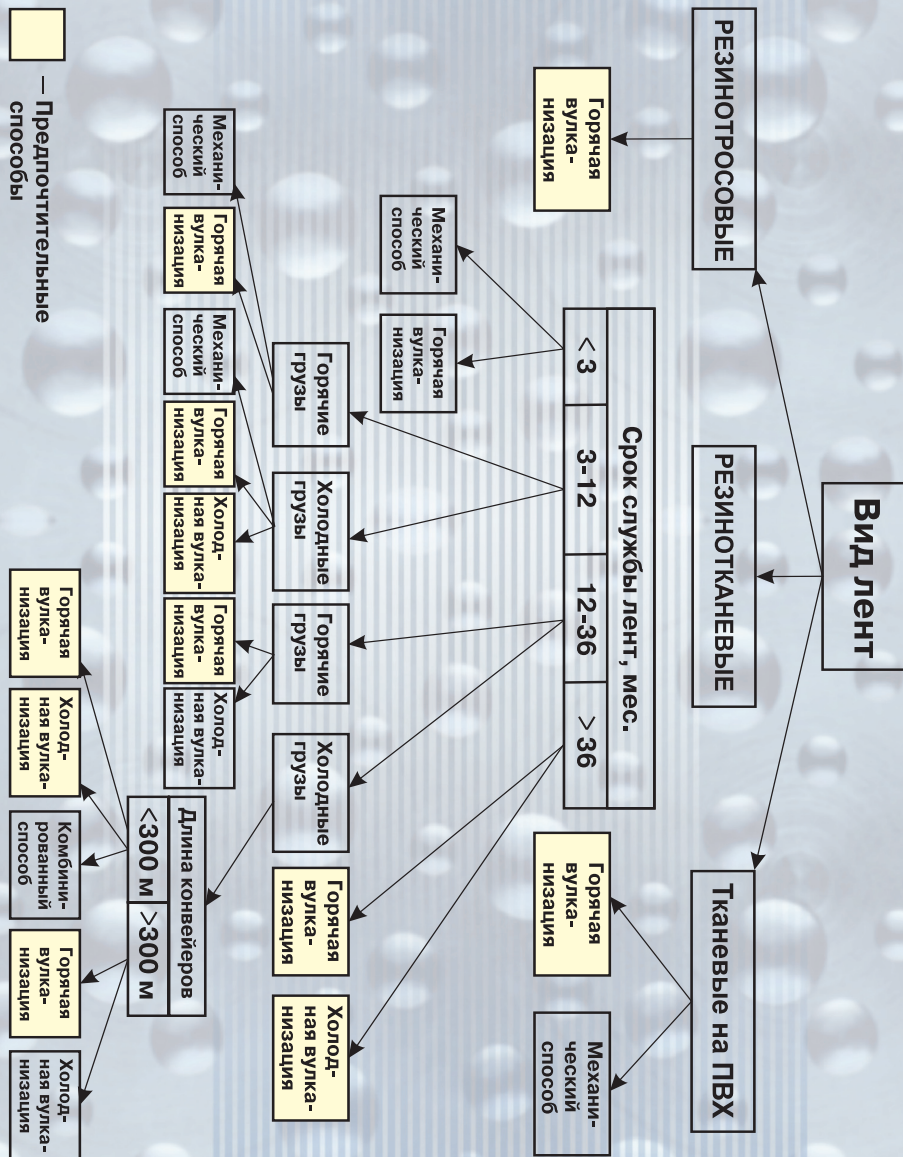 Вид лент
РЕЗИНОТРОСОВЫЕ
РЕЗИНОТКАНЕВЫЕ
Тканевые на ПВХ
Срок службы лент, мес.
< 3
3-12
12-36
> 36
Горячая
вулка-
низация
Горячая
вулка-
низация
Механи-
ческий
способ
Механи-
ческий
способ
Горячая
вулка-
низация
Горячие
грузы
Холодные
грузы
Горячие
грузы
Холодные
грузы
Горячая
вулка-
низация
Холод-
ная вулка-
низация
Механи-
ческий
способ
Горячая
вулка-
низация
Механи-
ческий
способ
Горячая
вулка-
низация
Холод-
ная вулка-
низация
Горячая
вулка-
низация
Холод-
ная вулка-
низация
Длина конвейеров
<300 м
>300 м
Горячая
вулка-
низация
Холод-
ная вулка-
низация
Комбини-
рованный
способ
Горячая
вулка-
низация
Холод-
ная вулка-
низация
— Предпочтительные
способы